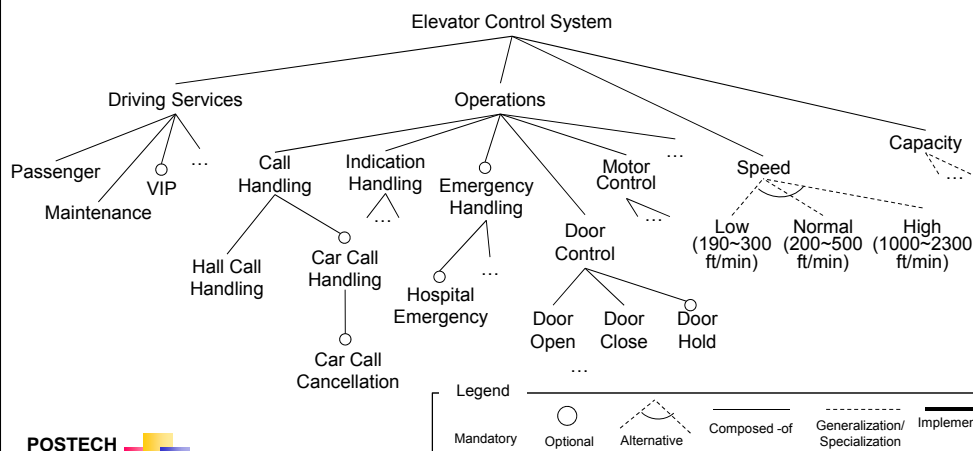 Elevator Control System
Driving Services
Operations
Capacity
Passenger
Maintenance
VIP
...
Call
Handling
Indication
Handling
Emergency
Handling
Motor
Control
...
Speed
...
Hall Call
Handling
Car Call
Handling
...
Hospital
Emergency
...
Door
Control
...
Low
(190~300
ft/min)
Normal
(200~500
ft/min)
High
(1000~2300
ft/min)
Car Call
Cancellation
Door
Open
Door
Close
Door
Hold
...
Legend
Mandatory
Optional
Alternative
Composed -of
Generalization/
Specialization
Implemen
POSTECH